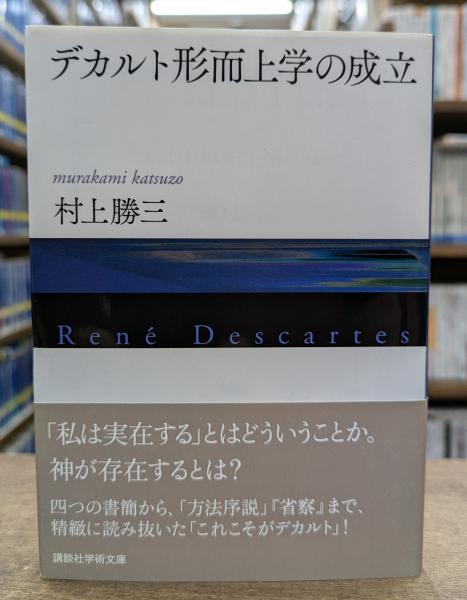 デカルト形而上学の成立
murakami katsuzo
村上勝三
René Descartes
「私は実在する」とはどういうことか。
神が存在するとは?
四つの書簡から、「方法序説」『省察』まで、
精緻に読み抜いた「これこそがデカルト」!
講談社学術文庫